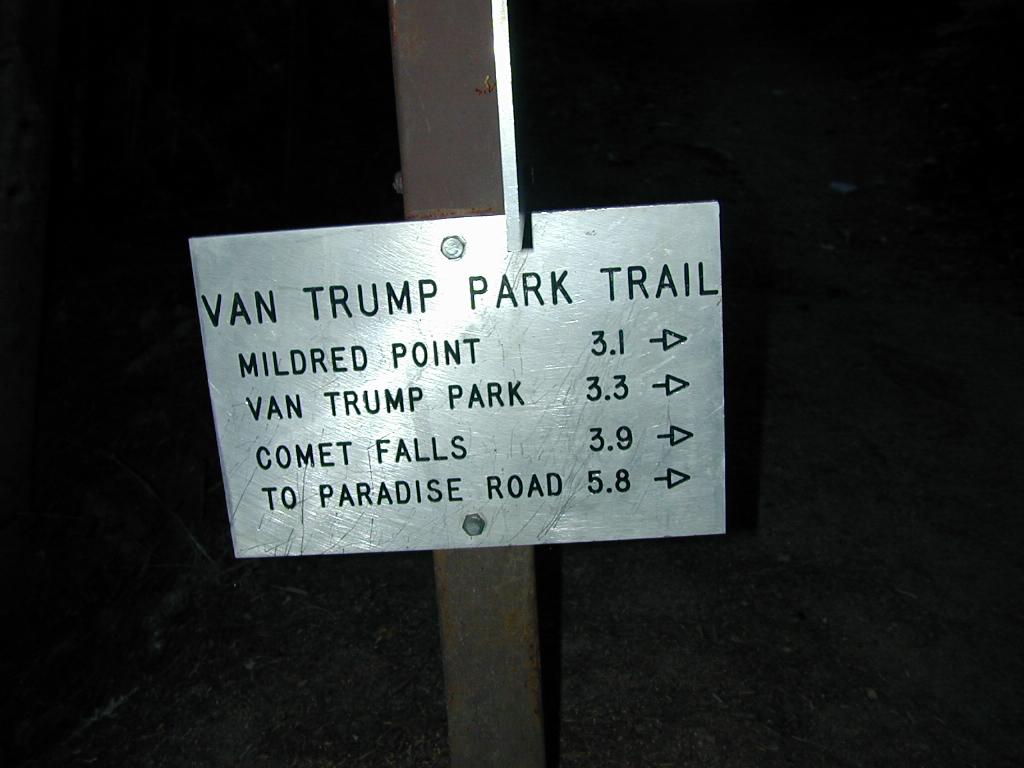 VAN TRUMP PARK TRAIL
MILDRED POINT 3.1
VAN TRUMP PARK 3.3
COMET FALLS 3.9
TO PARADISE ROAD 5.8